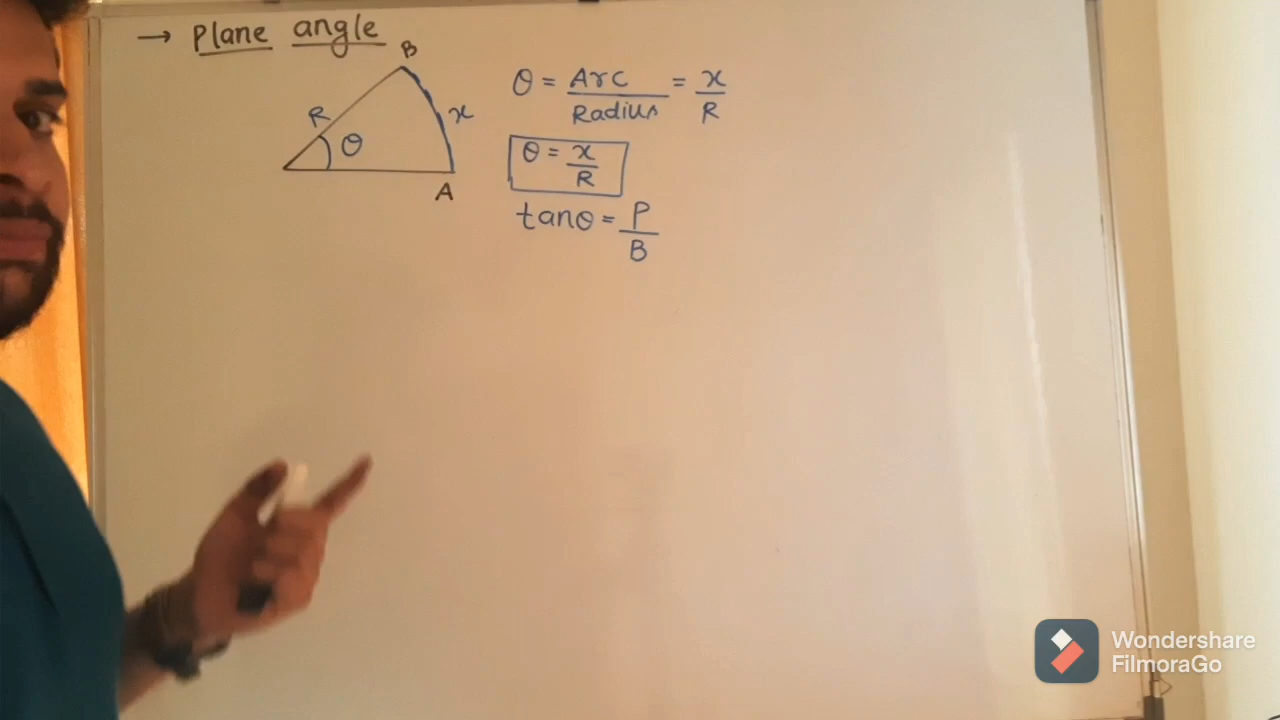 → Plane angle
B
R
θ
x
A
θ = Arc/Radius = x/R
θ = x/R
tanθ = P/B
Wondershare
FilmoraGo